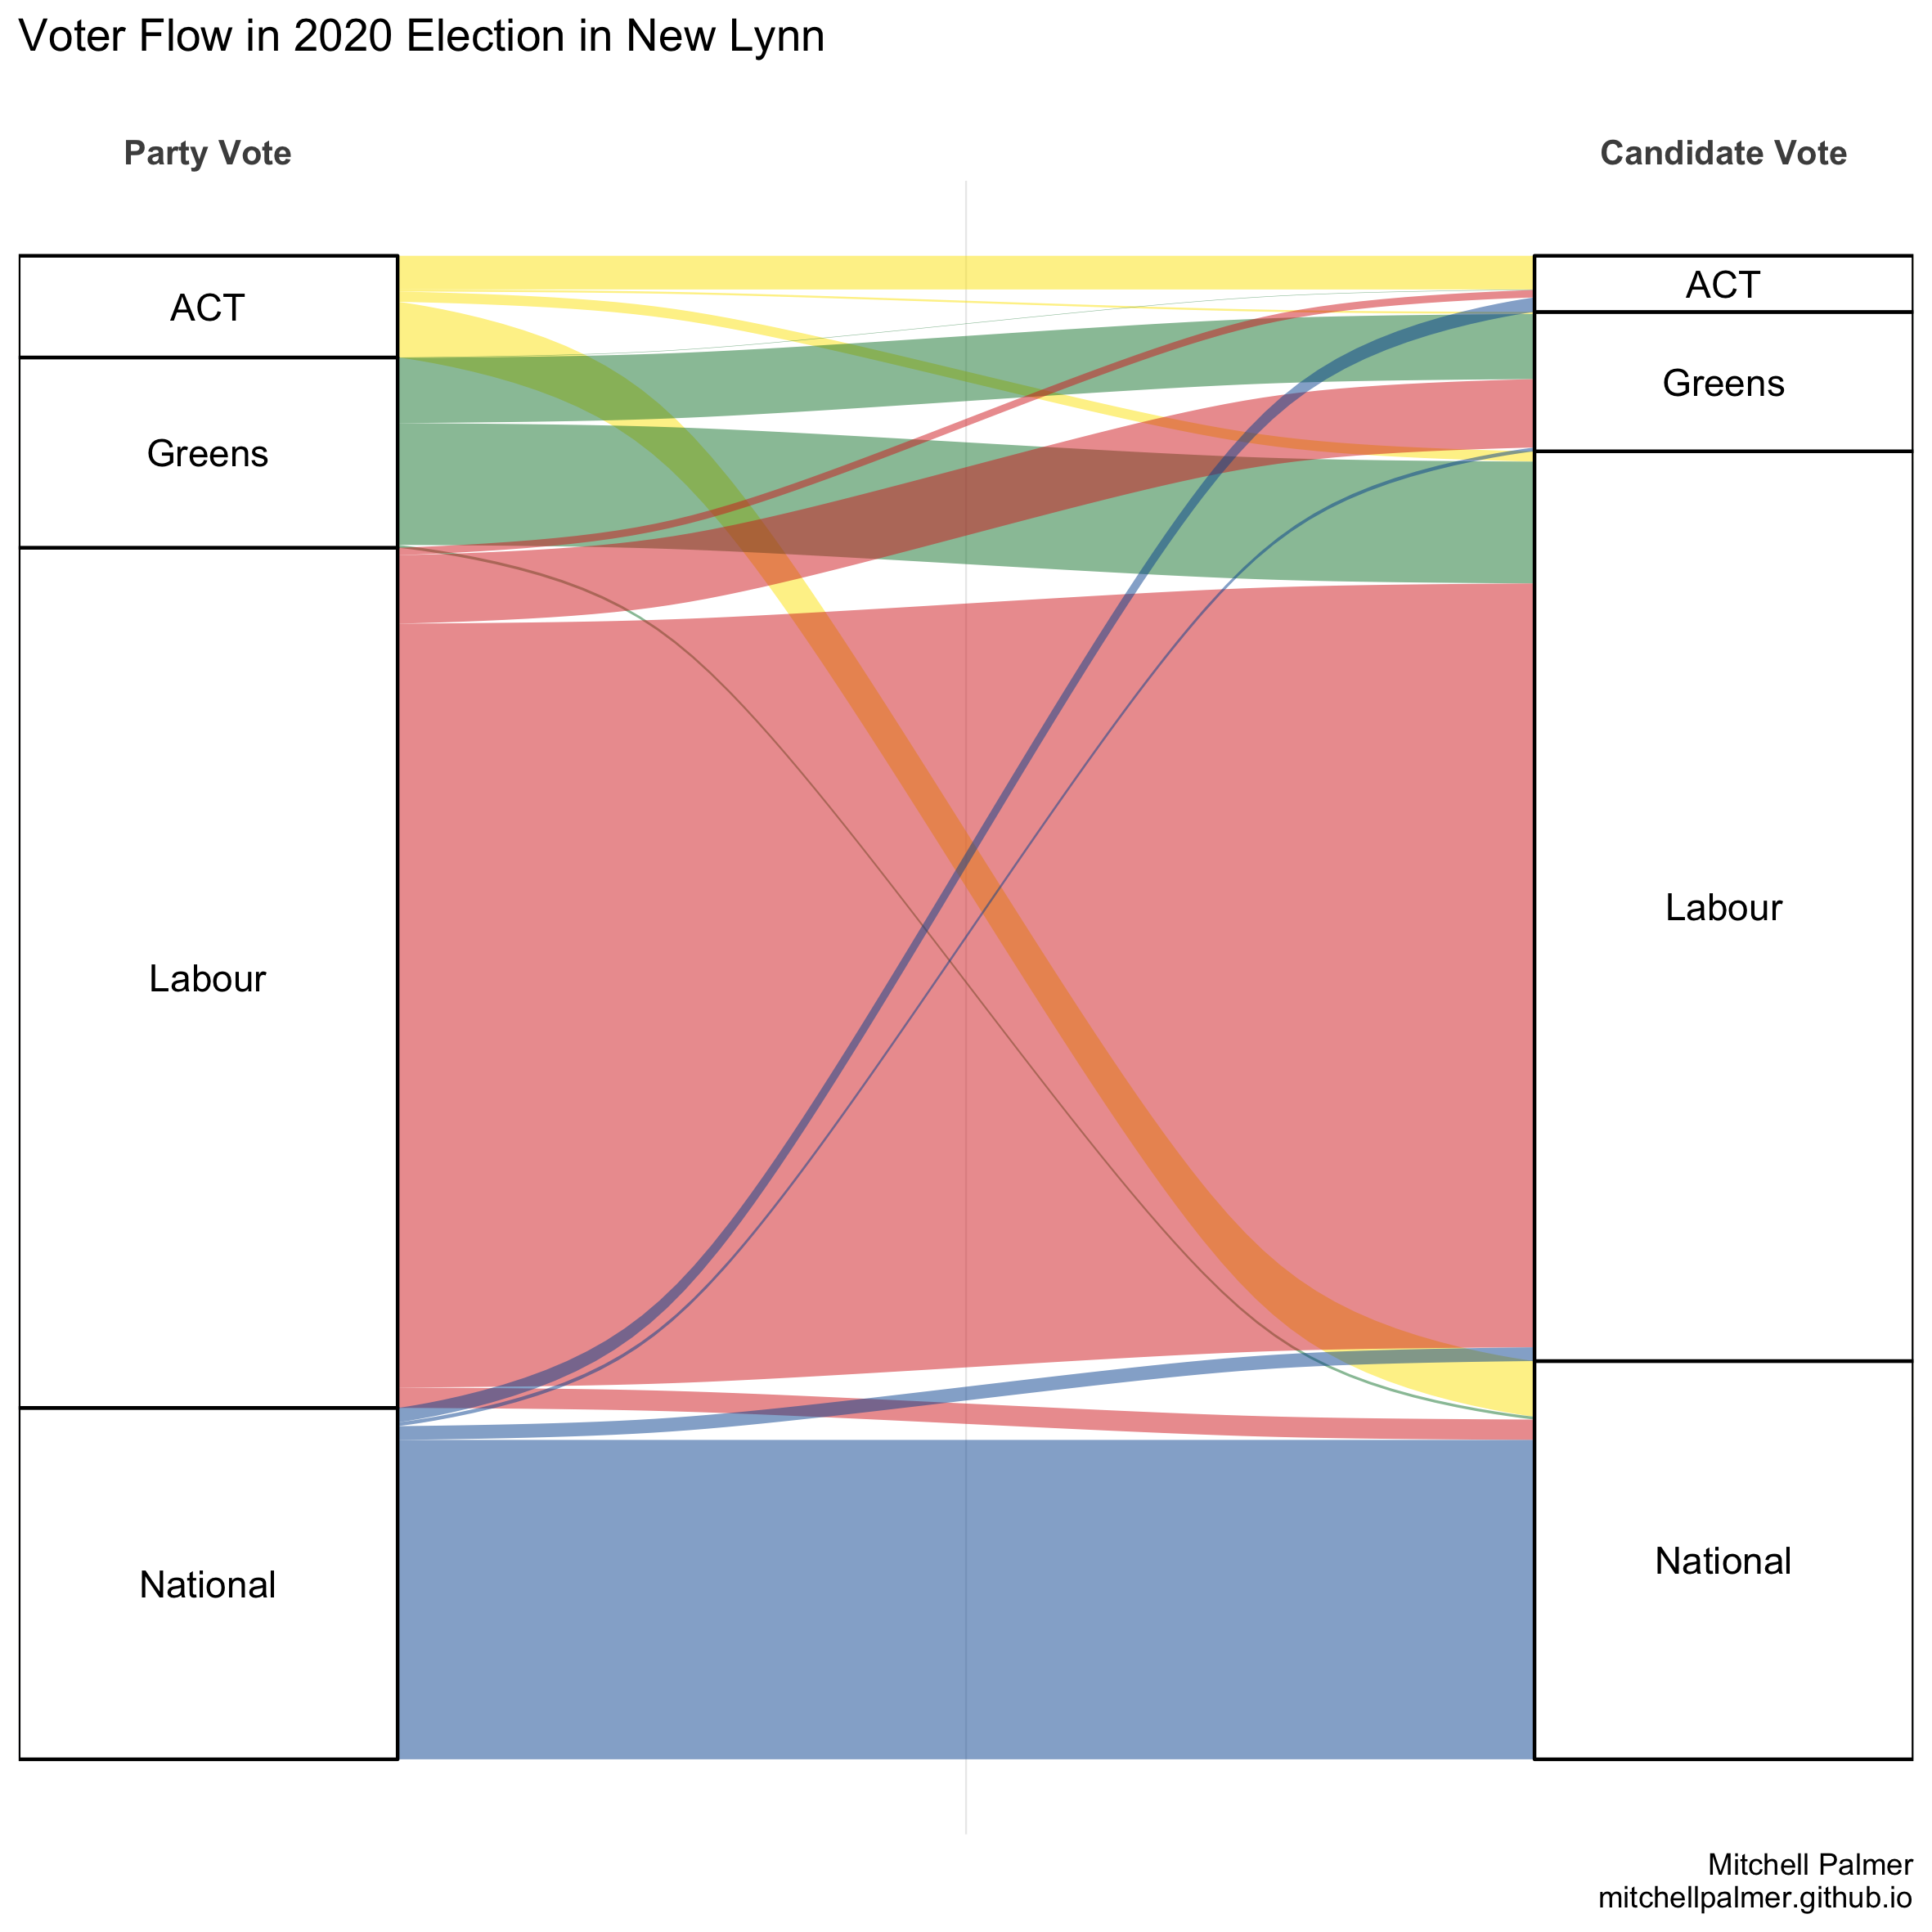 Voter Flow in 2020 Election in New Lynn
Party Vote
Candidate Vote
ACT
Greens
Labour
National
ACT
Greens
Labour
National
Mitchell Palmer
mitchellpalmer.github.io